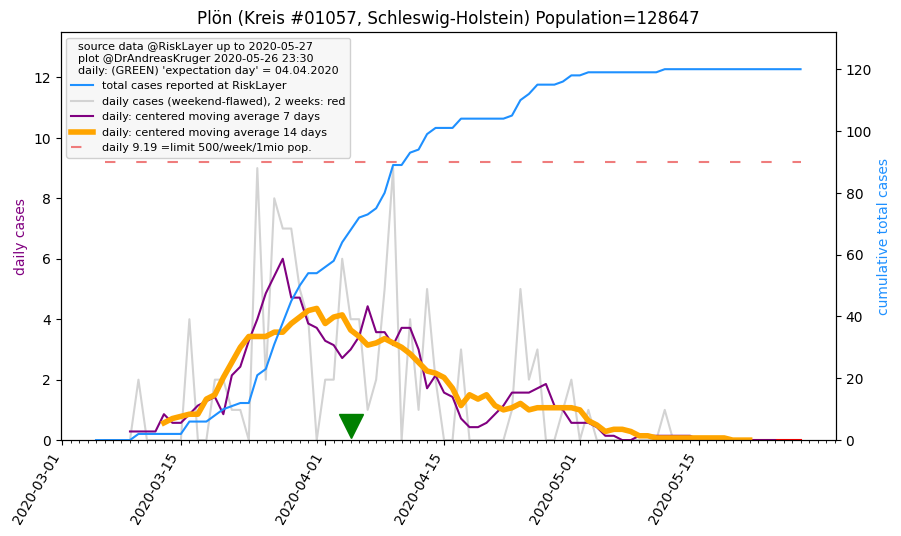 Plön (Kreis #01057, Schleswig-Holstein) Population=128647
source data @RiskLayer up to 2020-05-27
plot @DrAndreasKruger 2020-05-26 23:30
daily: (GREEN) 'expectation day' = 04.04.2020
total cases reported at RiskLayer
daily cases (weekend-flawed), 2 weeks: red
daily: centered moving average 7 days
daily: centered moving average 14 days
daily 9.19 =limit 500/week/1mio pop.
daily cases
12
10
8
6
4
2
0
cumulative total cases
120
100
80
60
40
20
0
2020-03-01
2020-03-15
2020-04-01
2020-04-15
2020-05-01
2020-05-15